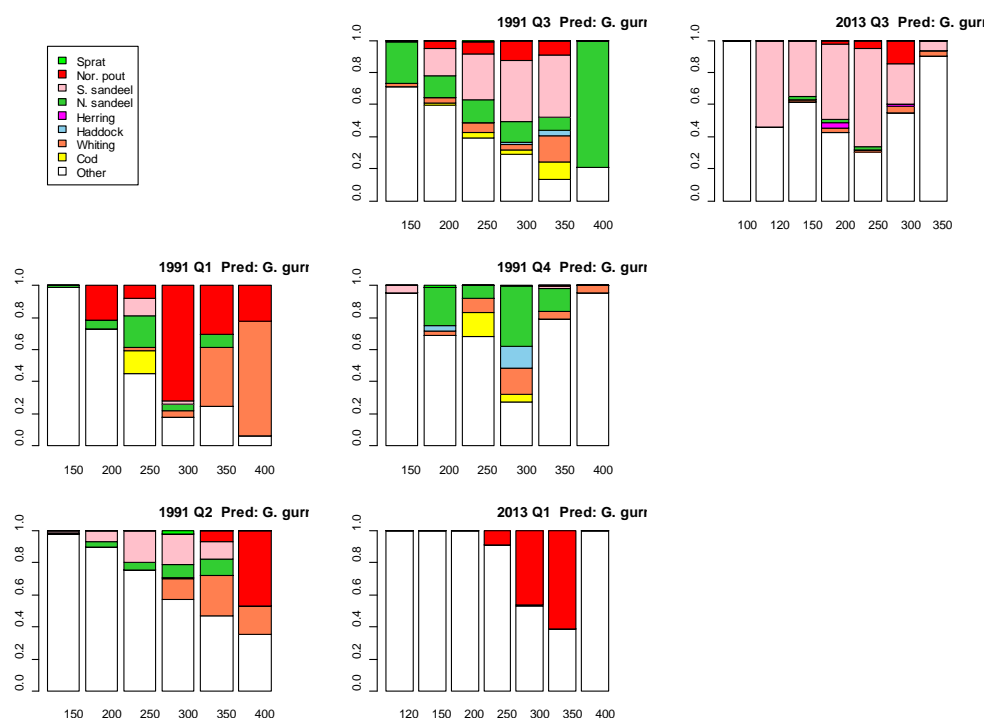 Sprat
Nor. pout
S. sandeel
N. sandeel
Herring
Haddock
Whiting
Cod
Other
1991 Q3 Pred: G. gurr
0.0 0.2 0.4 0.6 0.8 1.0
150 200 250 300 350 400
2013 Q3 Pred: G. gurr
0.0 0.2 0.4 0.6 0.8 1.0
100 120 150 200 250 300 350
1991 Q1 Pred: G. gurr
0.0 0.2 0.4 0.6 0.8 1.0
150 200 250 300 350 400
1991 Q4 Pred: G. gurr
0.0 0.2 0.4 0.6 0.8 1.0
150 200 250 300 350 400
1991 Q2 Pred: G. gurr
0.0 0.2 0.4 0.6 0.8 1.0
150 200 250 300 350 400
2013 Q1 Pred: G. gurr
0.0 0.2 0.4 0.6 0.8 1.0
120 150 200 250 300 350 400